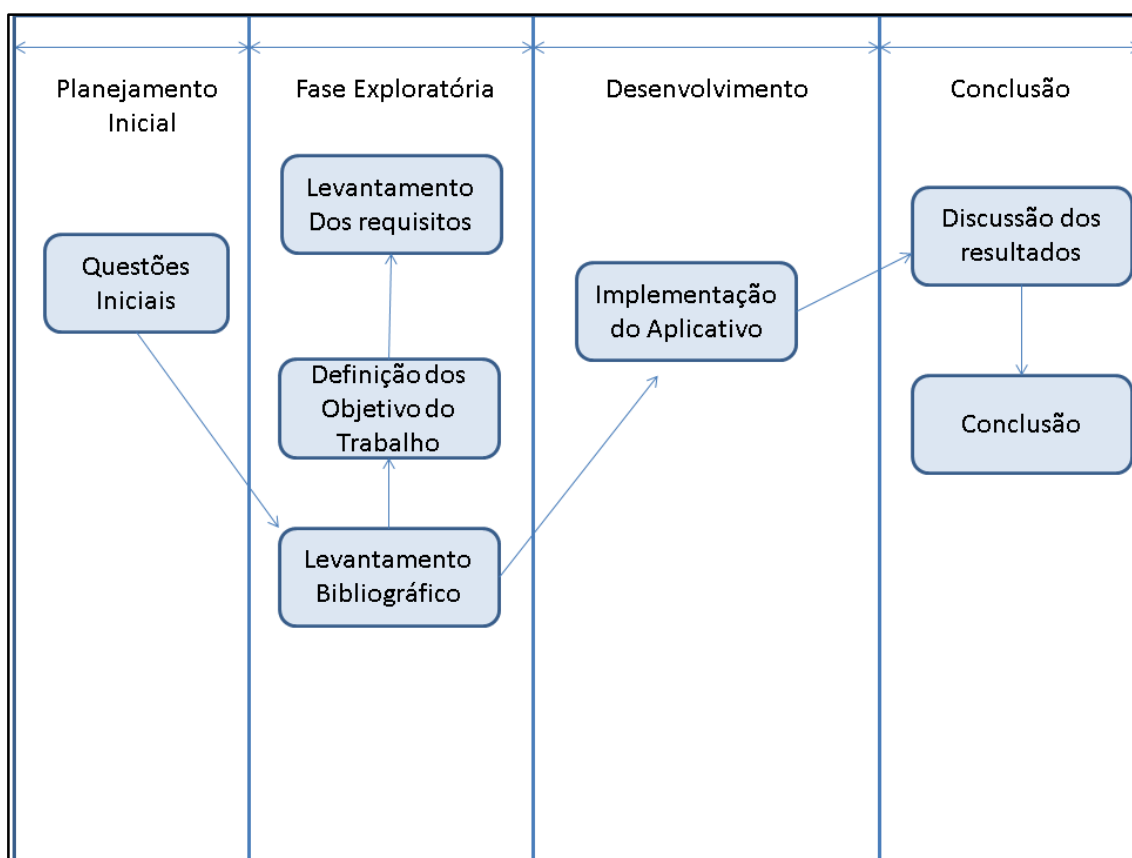 Planejamento
Inicial
Fase Exploratória
Desenvolvimento
Conclusão
Questões
Iniciais
Levantamento
Dos requisitos
Definição dos
Objetivo do
Trabalho
Levantamento
Bibliográfico
Implementação
do Aplicativo
Discussão dos
resultados
Conclusão